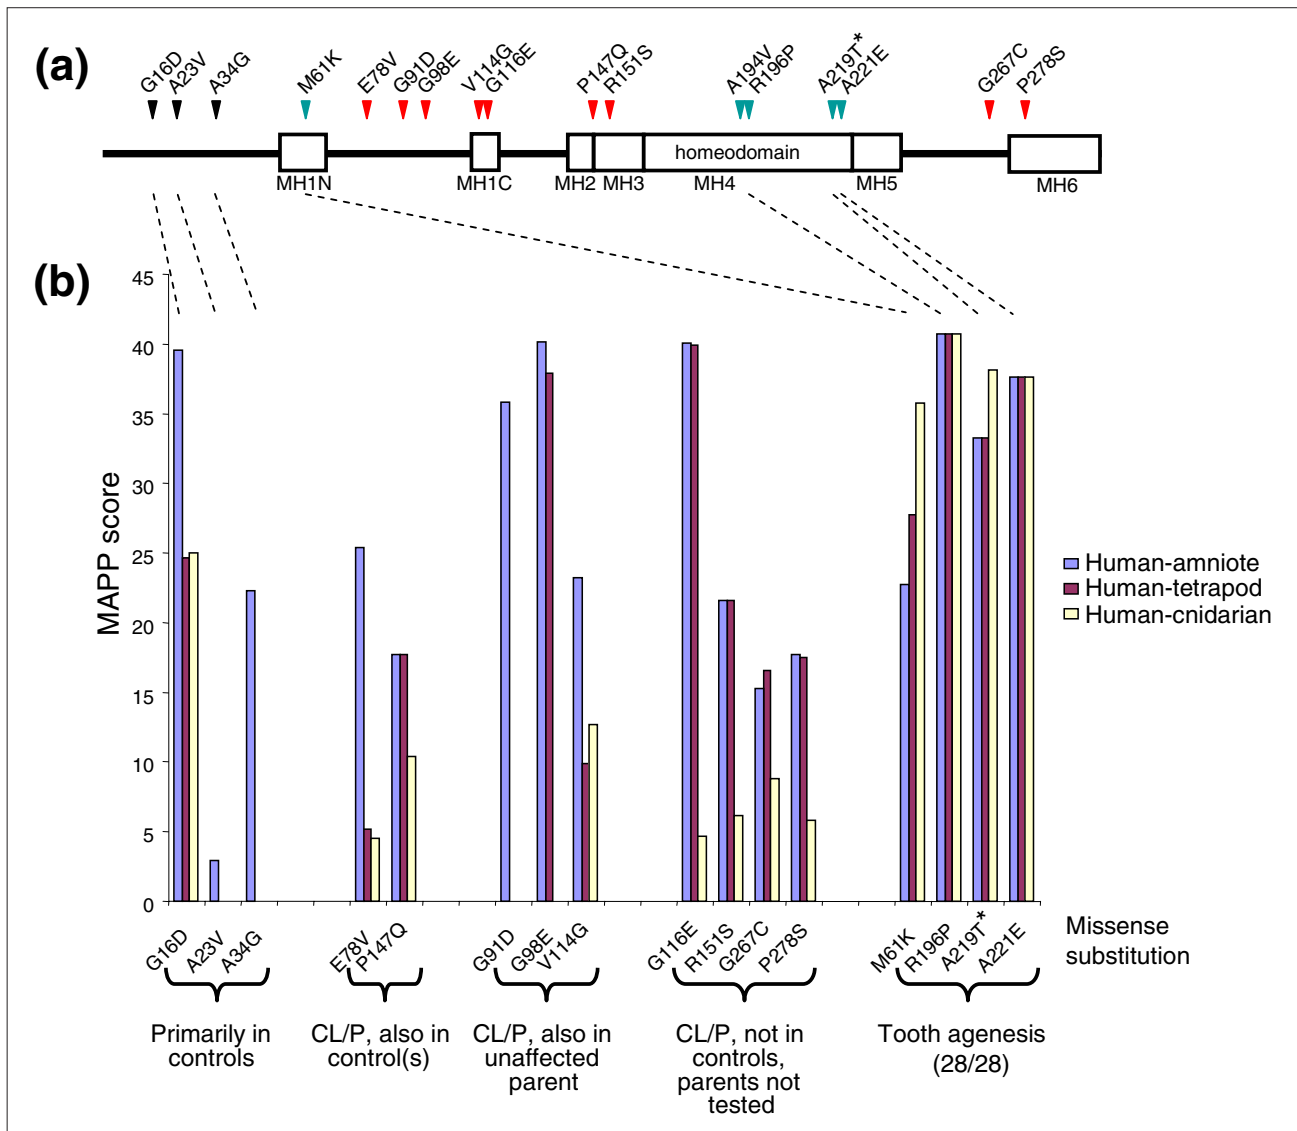 (a)
G16D
A23V
A34G
M61K
E78V
G91D
G98E
V114G
G116E
P147Q
R151S
A194V
R196P
A219T*
A221E
G267C
P278S
homeodomain
MH1N
MH1C
MH2
MH3
MH4
MH5
MH6
(b)
45
40
35
30
25
20
15
10
5
0
MAPP score
Human-amniote
Human-tetrapod
Human-cnidarian
G16D
A23V
A34G
E78V
P147Q
G91D
G98E
V114G
G116E
R151S
G267C
P278S
M61K
R196P
A219T*
A221E
Missense
substitution
Primarily in
controls
CL/P, also in
control(s)
CL/P, also in
unaffected
parent
CL/P, not in
controls,
parents not
tested
Tooth agenesis
(28/28)